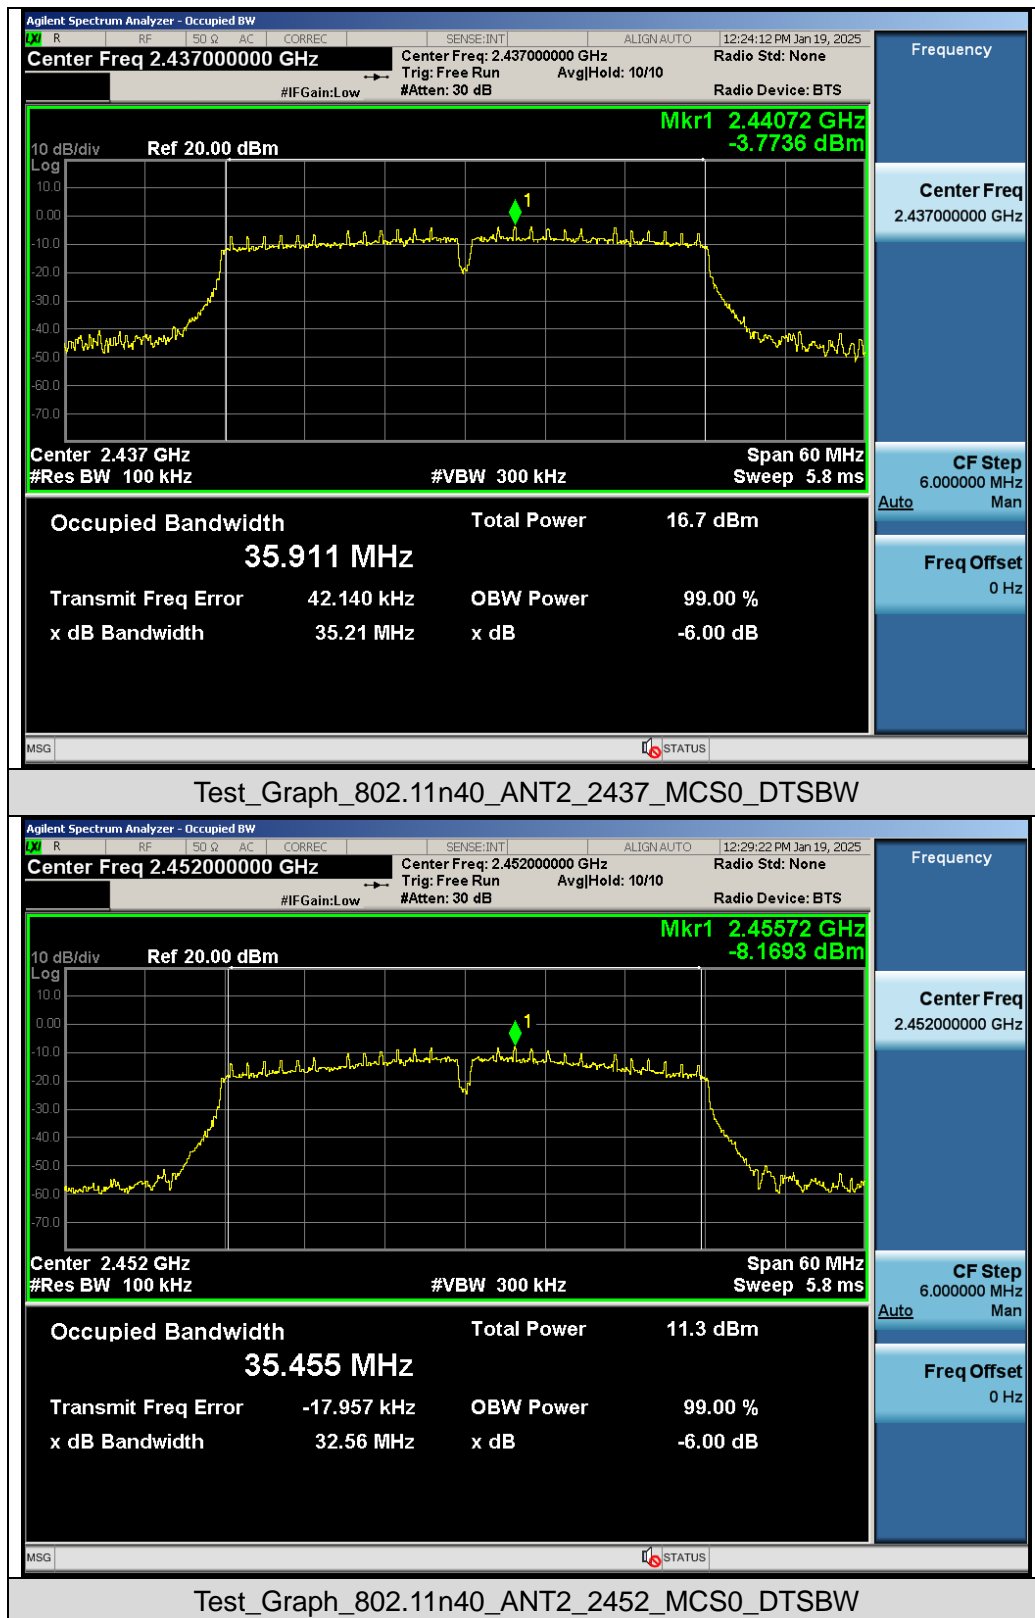 Agilent Spectrum Analyzer - Occupied BW
LXI R RF 50 Ω AC CORREC SENSE:INT ALIGN AUTO 12:24:12 PM Jan 19, 2025
Center Freq 2.437000000 GHz
Center Freq: 2.437000000 GHz Radio Std: None
Trig: Free Run Avg|Hold: 10/10
#IFGain:Low #Atten: 30 dB Radio Device: BTS
Frequency
Mkr1 2.44072 GHz
-3.7736 dBm
10 dB/div Ref 20.00 dBm
Log
10.0
0.00
-10.0
-20.0
-30.0
-40.0
-50.0
-60.0
-70.0
1
Center 2.437 GHz Span 60 MHz
#Res BW 100 kHz #VBW 300 kHz Sweep 5.8 ms
Center Freq
2.437000000 GHz
CF Step
6.000000 MHz
Auto Man
Freq Offset
0 Hz
Occupied Bandwidth Total Power 16.7 dBm
35.911 MHz
Transmit Freq Error 42.140 kHz OBW Power 99.00 %
x dB Bandwidth 35.21 MHz x dB -6.00 dB
MSG STATUS
Test_Graph_802.11n40_ANT2_2437_MCS0_DTSBW
Agilent Spectrum Analyzer - Occupied BW
LXI R RF 50 Ω AC CORREC SENSE:INT ALIGN AUTO 12:29:22 PM Jan 19, 2025
Center Freq 2.452000000 GHz
Center Freq: 2.452000000 GHz Radio Std: None
Trig: Free Run Avg|Hold: 10/10
#IFGain:Low #Atten: 30 dB Radio Device: BTS
Frequency
Mkr1 2.45572 GHz
-8.1693 dBm
10 dB/div Ref 20.00 dBm
Log
10.0
0.00
-10.0
-20.0
-30.0
-40.0
-50.0
-60.0
-70.0
1
Center 2.452 GHz Span 60 MHz
#Res BW 100 kHz #VBW 300 kHz Sweep 5.8 ms
Center Freq
2.452000000 GHz
CF Step
6.000000 MHz
Auto Man
Freq Offset
0 Hz
Occupied Bandwidth Total Power 11.3 dBm
35.455 MHz
Transmit Freq Error -17.957 kHz OBW Power 99.00 %
x dB Bandwidth 32.56 MHz x dB -6.00 dB
MSG STATUS
Test_Graph_802.11n40_ANT2_2452_MCS0_DTSBW